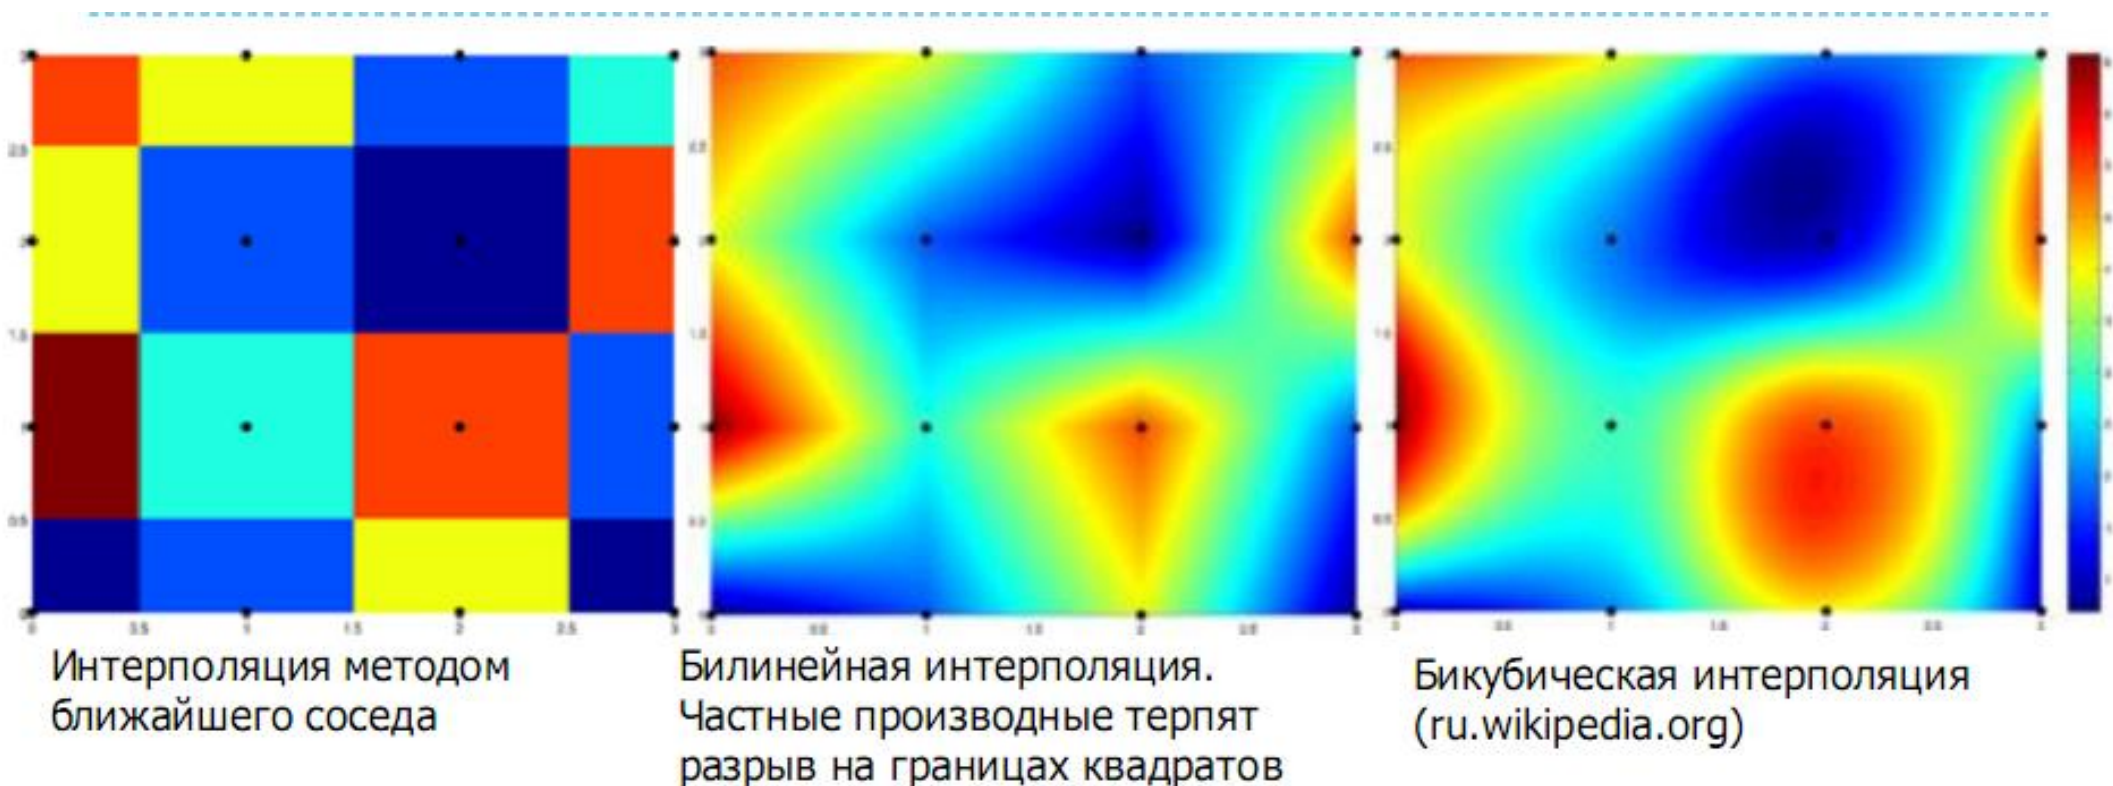 Интерполяция методом
ближайшего соседа
Билинейная интерполяция.
Частные производные терпят
разрыв на границах квадратов
Бикубическая интерполяция
(ru.wikipedia.org)